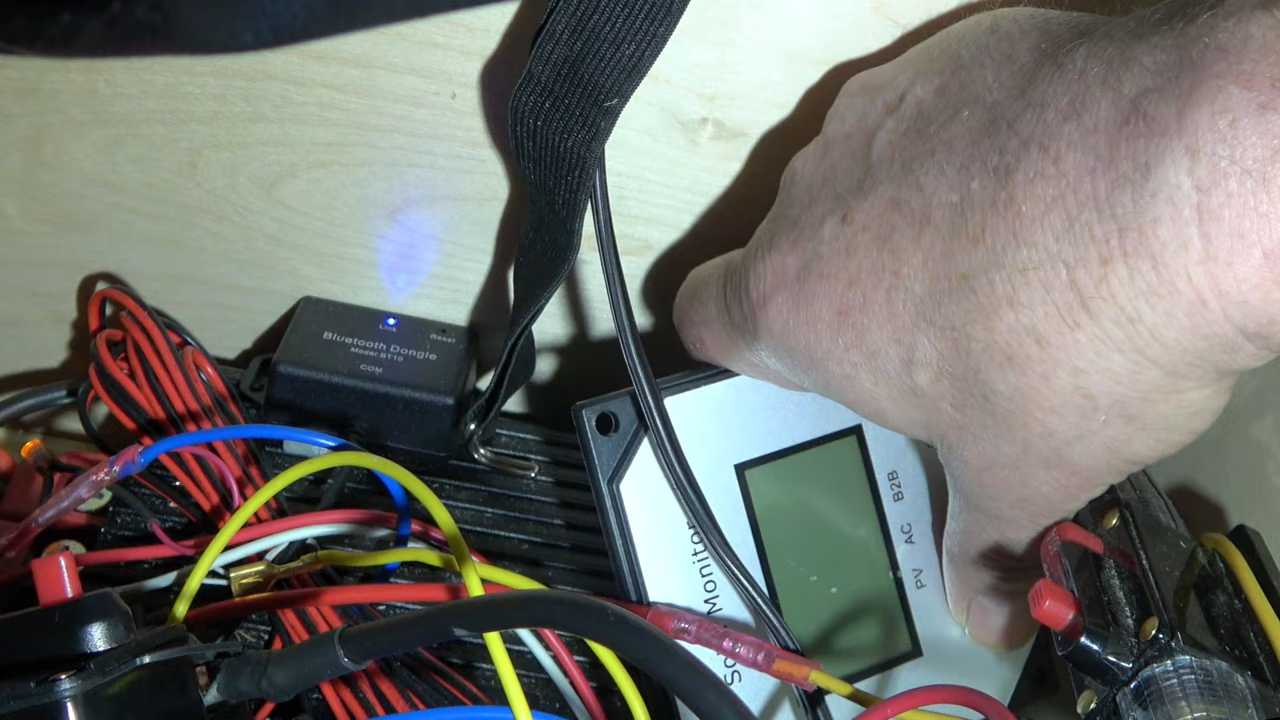 Link
Reset
Bluetooth Dongle
Model BT10
COM
Monitor
PV AC B2B